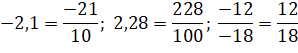 −2,1 = −21/10; 2,28 = 228/100; −12/−18 = 12/18